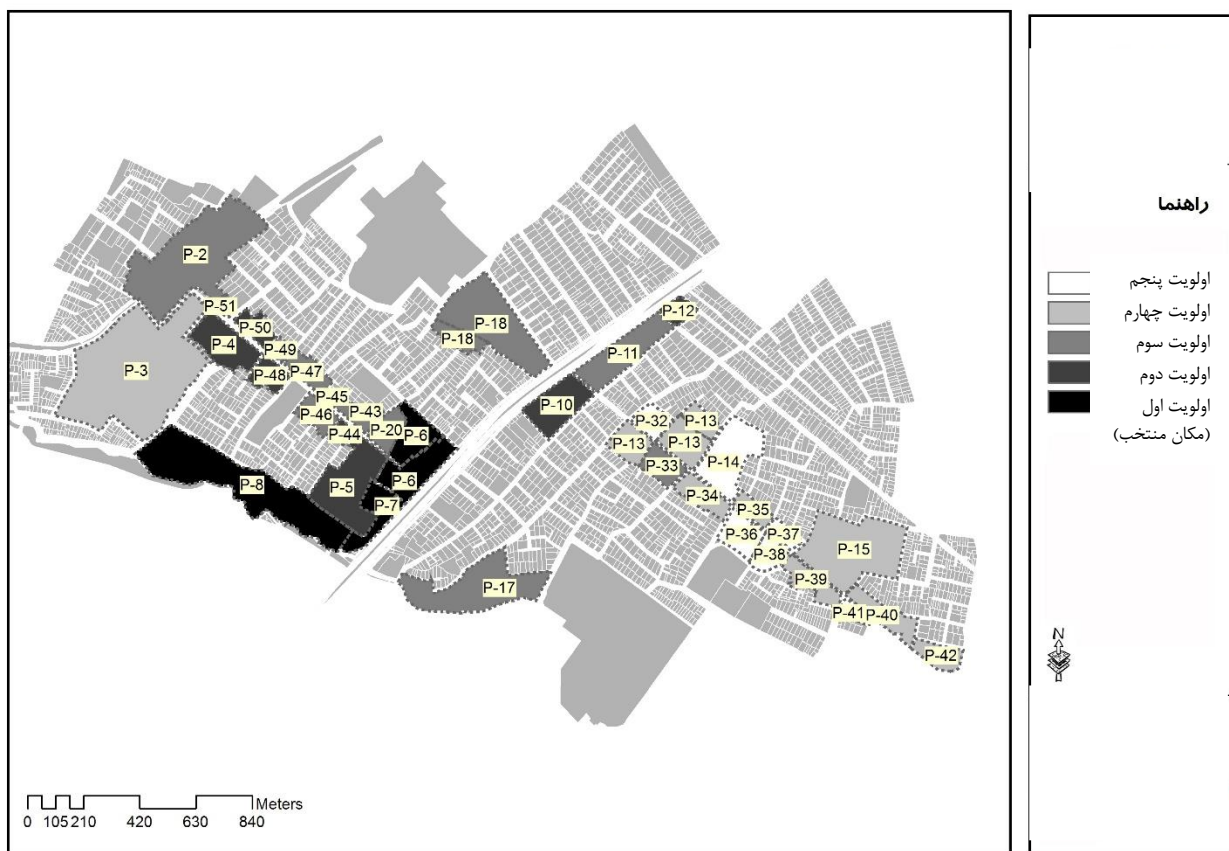 P-2
P-51
P-50
P-4
P-49
P-3
P-48
P-47
P-45
P-46
P-43
P-44
P-20
P-6
P-6
P-5
P-7
P-8
P-18
P-18
P-12
P-11
P-10
P-32
P-13
P-13
P-13
P-33
P-14
P-34
P-35
P-36
P-37
P-38
P-15
P-39
P-41
P-40
P-42
P-17
Meters
0 105 210 420 630 840
راهنما
اولویت پنجم
اولویت چهارم
اولویت سوم
اولویت دوم
اولویت اول
(مکان منتخب)
N